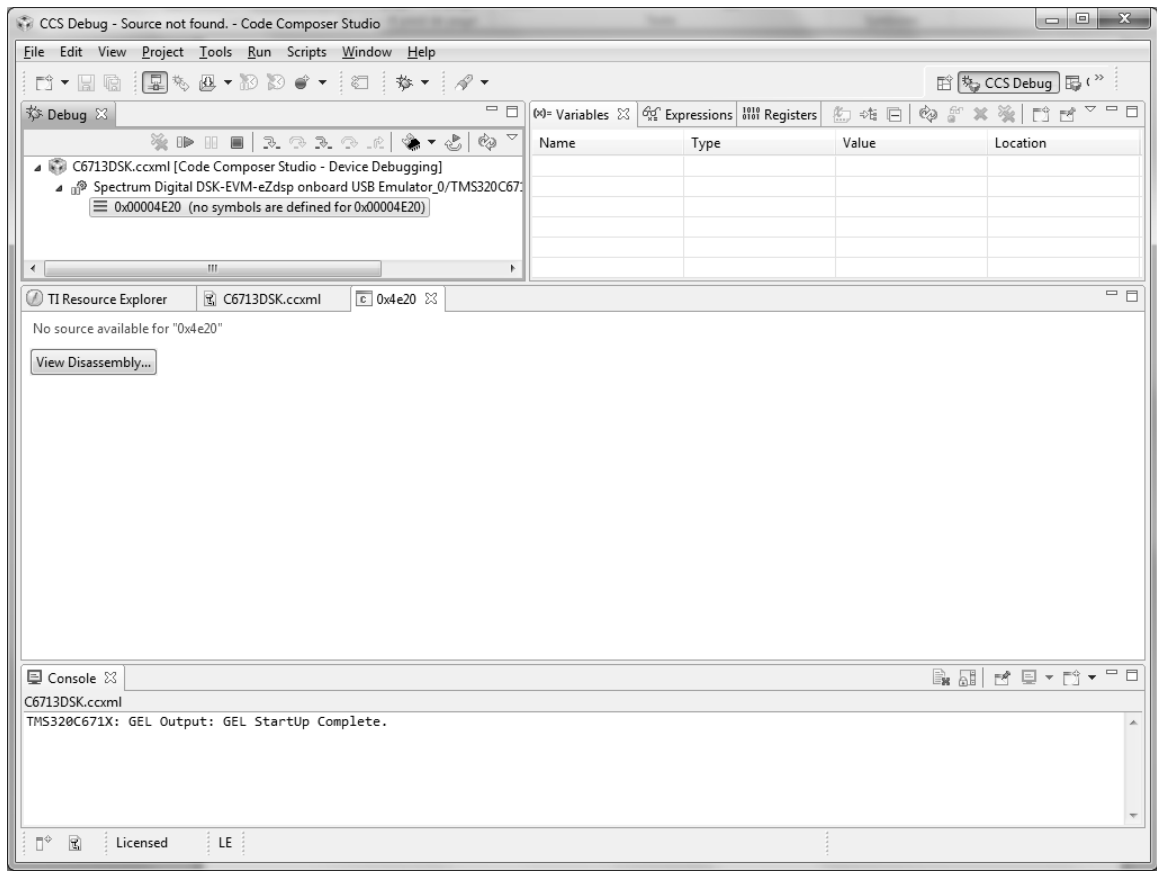 CCS Debug - Source not found. - Code Composer Studio
File Edit View Project Tools Run Scripts Window Help
CCS Debug
Debug
(x)= Variables Expressions 1010 0101 Registers
Name Type Value Location
C6713DSK.ccxml [Code Composer Studio - Device Debugging]
Spectrum Digital DSK-EVM-eZdsp onboard USB Emulator_0/TMS320C67
0x00004E20 (no symbols are defined for 0x00004E20)
TI Resource Explorer C6713DSK.ccxml 0x4e20
No source available for "0x4e20"
View Disassembly...
Console
C6713DSK.ccxml
TMS320C671X: GEL Output: GEL StartUp Complete.
Licensed LE